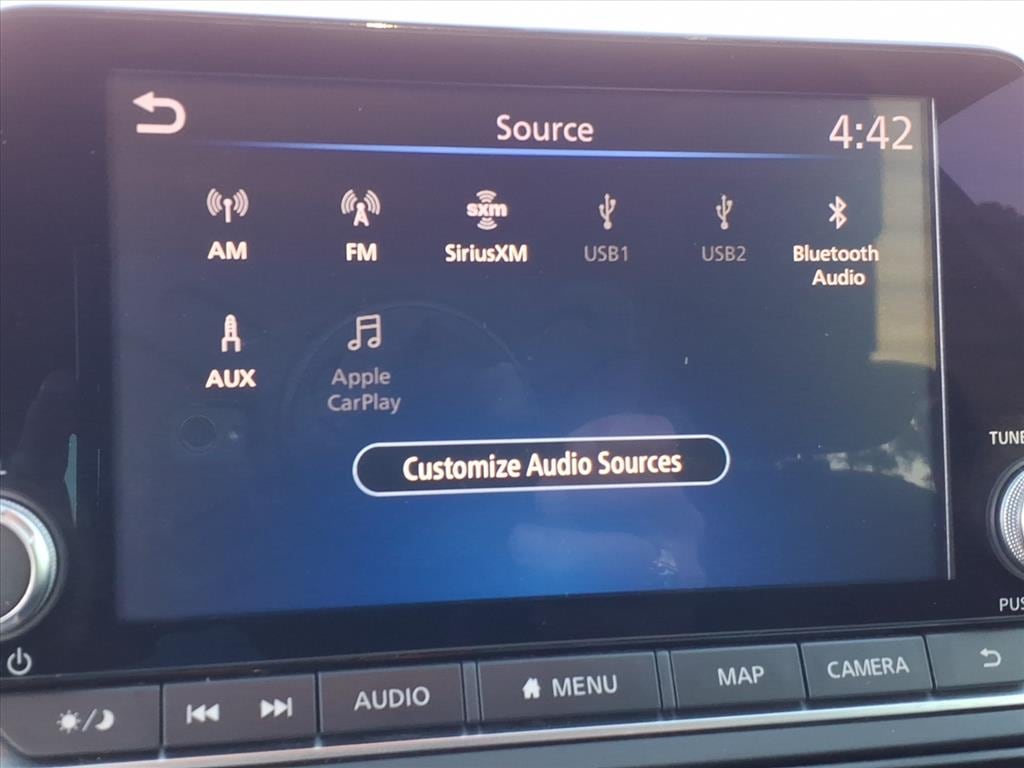 Source
4:42
AM
FM
sxm
SiriusXM
USB1
USB2
Bluetooth
Audio
AUX
Apple
CarPlay
Customize Audio Sources
TUNE
AUDIO
MENU
MAP
CAMERA